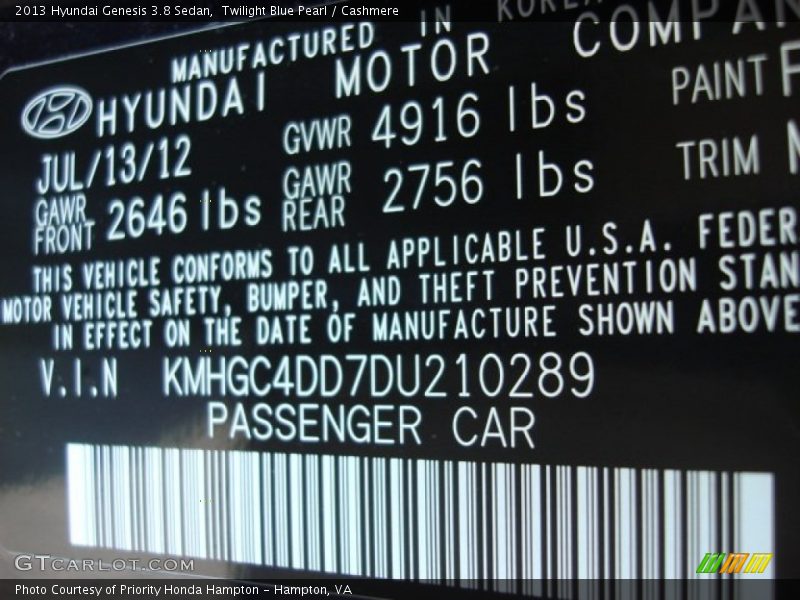 2013 Hyundai Genesis 3.8 Sedan, Twilight Blue Pearl / Cashmere
MANUFACTURED IN KOREA
HYUNDAI MOTOR COMPAN
JUL/13/12 GVWR 4916 lbs PAINT
GAWR FRONT 2646 lbs GAWR REAR 2756 lbs TRIM
THIS VEHICLE CONFORMS TO ALL APPLICABLE U.S.A. FEDER
MOTOR VEHICLE SAFETY, BUMPER, AND THEFT PREVENTION STAN
IN EFFECT ON THE DATE OF MANUFACTURE SHOWN ABOVE
V.I.N KMHGC4DD7DU210289
PASSENGER CAR
GTCARLOT.COM
Photo Courtesy of Priority Honda Hampton – Hampton, VA